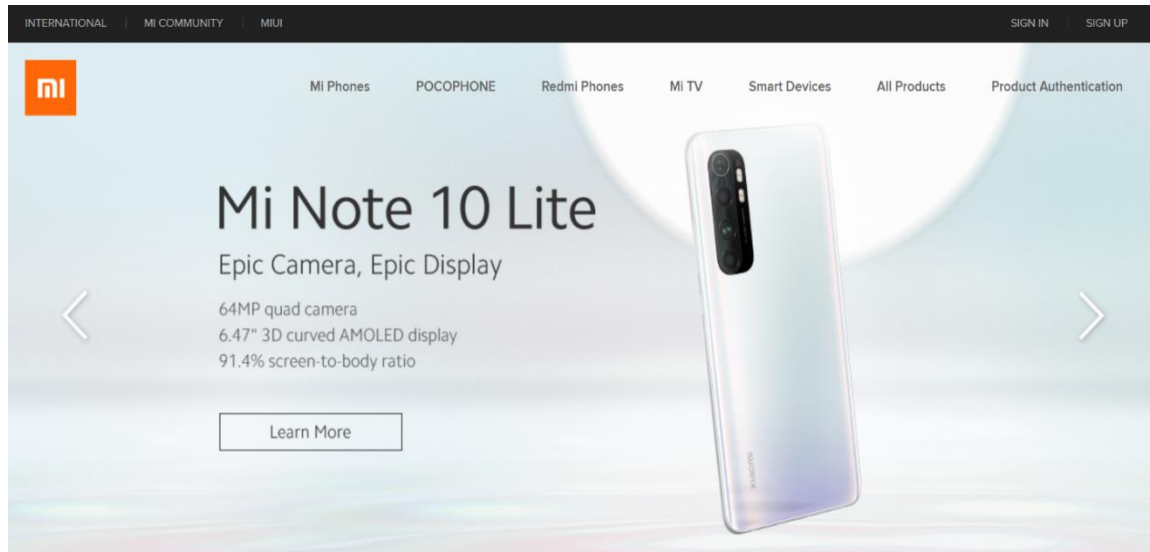 INTERNATIONAL MI COMMUNITY MIUI SIGN IN SIGN UP
mi Mi Phones POCOPHONE Redmi Phones Mi TV Smart Devices All Products Product Authentication
Mi Note 10 Lite
Epic Camera, Epic Display
64MP quad camera
6.47" 3D curved AMOLED display
91.4% screen-to-body ratio
Learn More
XIAOMI